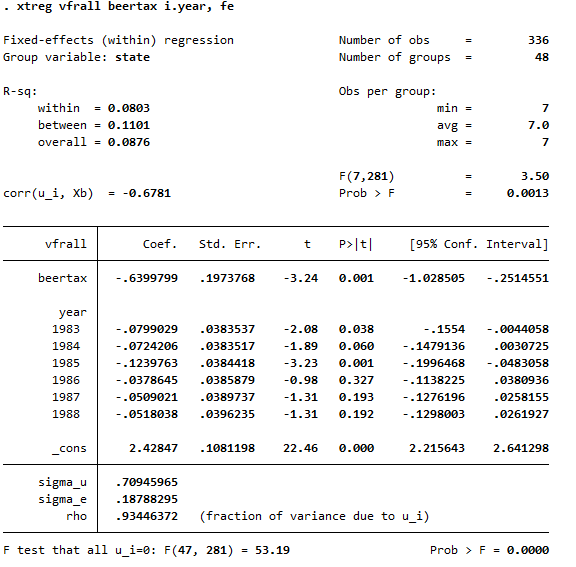 . xtreg vfrall beertax i.year, fe
Fixed-effects (within) regression Number of obs = 336
Group variable: state Number of groups = 48
R-sq: Obs per group:
within = 0.0803 min = 7
between = 0.1101 avg = 7.0
overall = 0.0876 max = 7
F(7,281) = 3.50
corr(u_i, Xb) = -0.6781 Prob > F = 0.0013
vfrall Coef. Std. Err. t P>|t| [95% Conf. Interval]
beertax -.6399799 .1973768 -3.24 0.001 -1.028505 -.2514551
year
1983 -.0799029 .0383537 -2.08 0.038 -.1554 -.0044058
1984 -.0724206 .0383517 -1.89 0.060 -.1479136 .0030725
1985 -.1239763 .0384418 -3.23 0.001 -.1996468 -.0483058
1986 -.0378645 .0385879 -0.98 0.327 -.1138225 .0380936
1987 -.0509021 .0389737 -1.31 0.193 -.1276196 .0258155
1988 -.0518038 .0396235 -1.31 0.192 -.1298003 .0261927
_cons 2.42847 .1081198 22.46 0.000 2.215643 2.641298
sigma_u .70945965
sigma_e .18788295
rho .93446372 (fraction of variance due to u_i)
F test that all u_i=0: F(47, 281) = 53.19 Prob > F = 0.0000